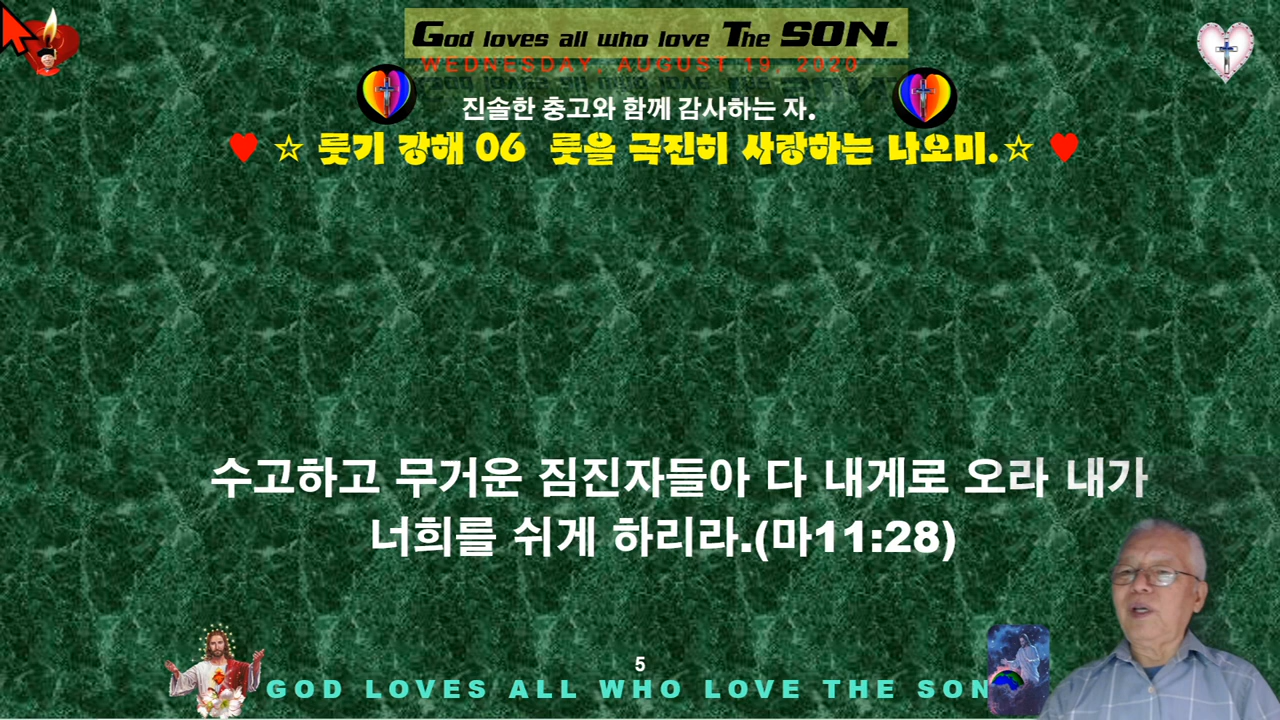 God loves all who love The SON.
WEDNESDAY, AUGUST 19, 2020
진솔한 충고와 함께 감사하는 자.
♥ ☆ 룻기 강해 06 룻을 극진히 사랑하는 나오미.☆ ♥
수고하고 무거운 짐진자들아 다 내게로 오라 내가
너희를 쉬게 하리라.(마11:28)
5
GOD LOVES ALL WHO LOVE THE SON